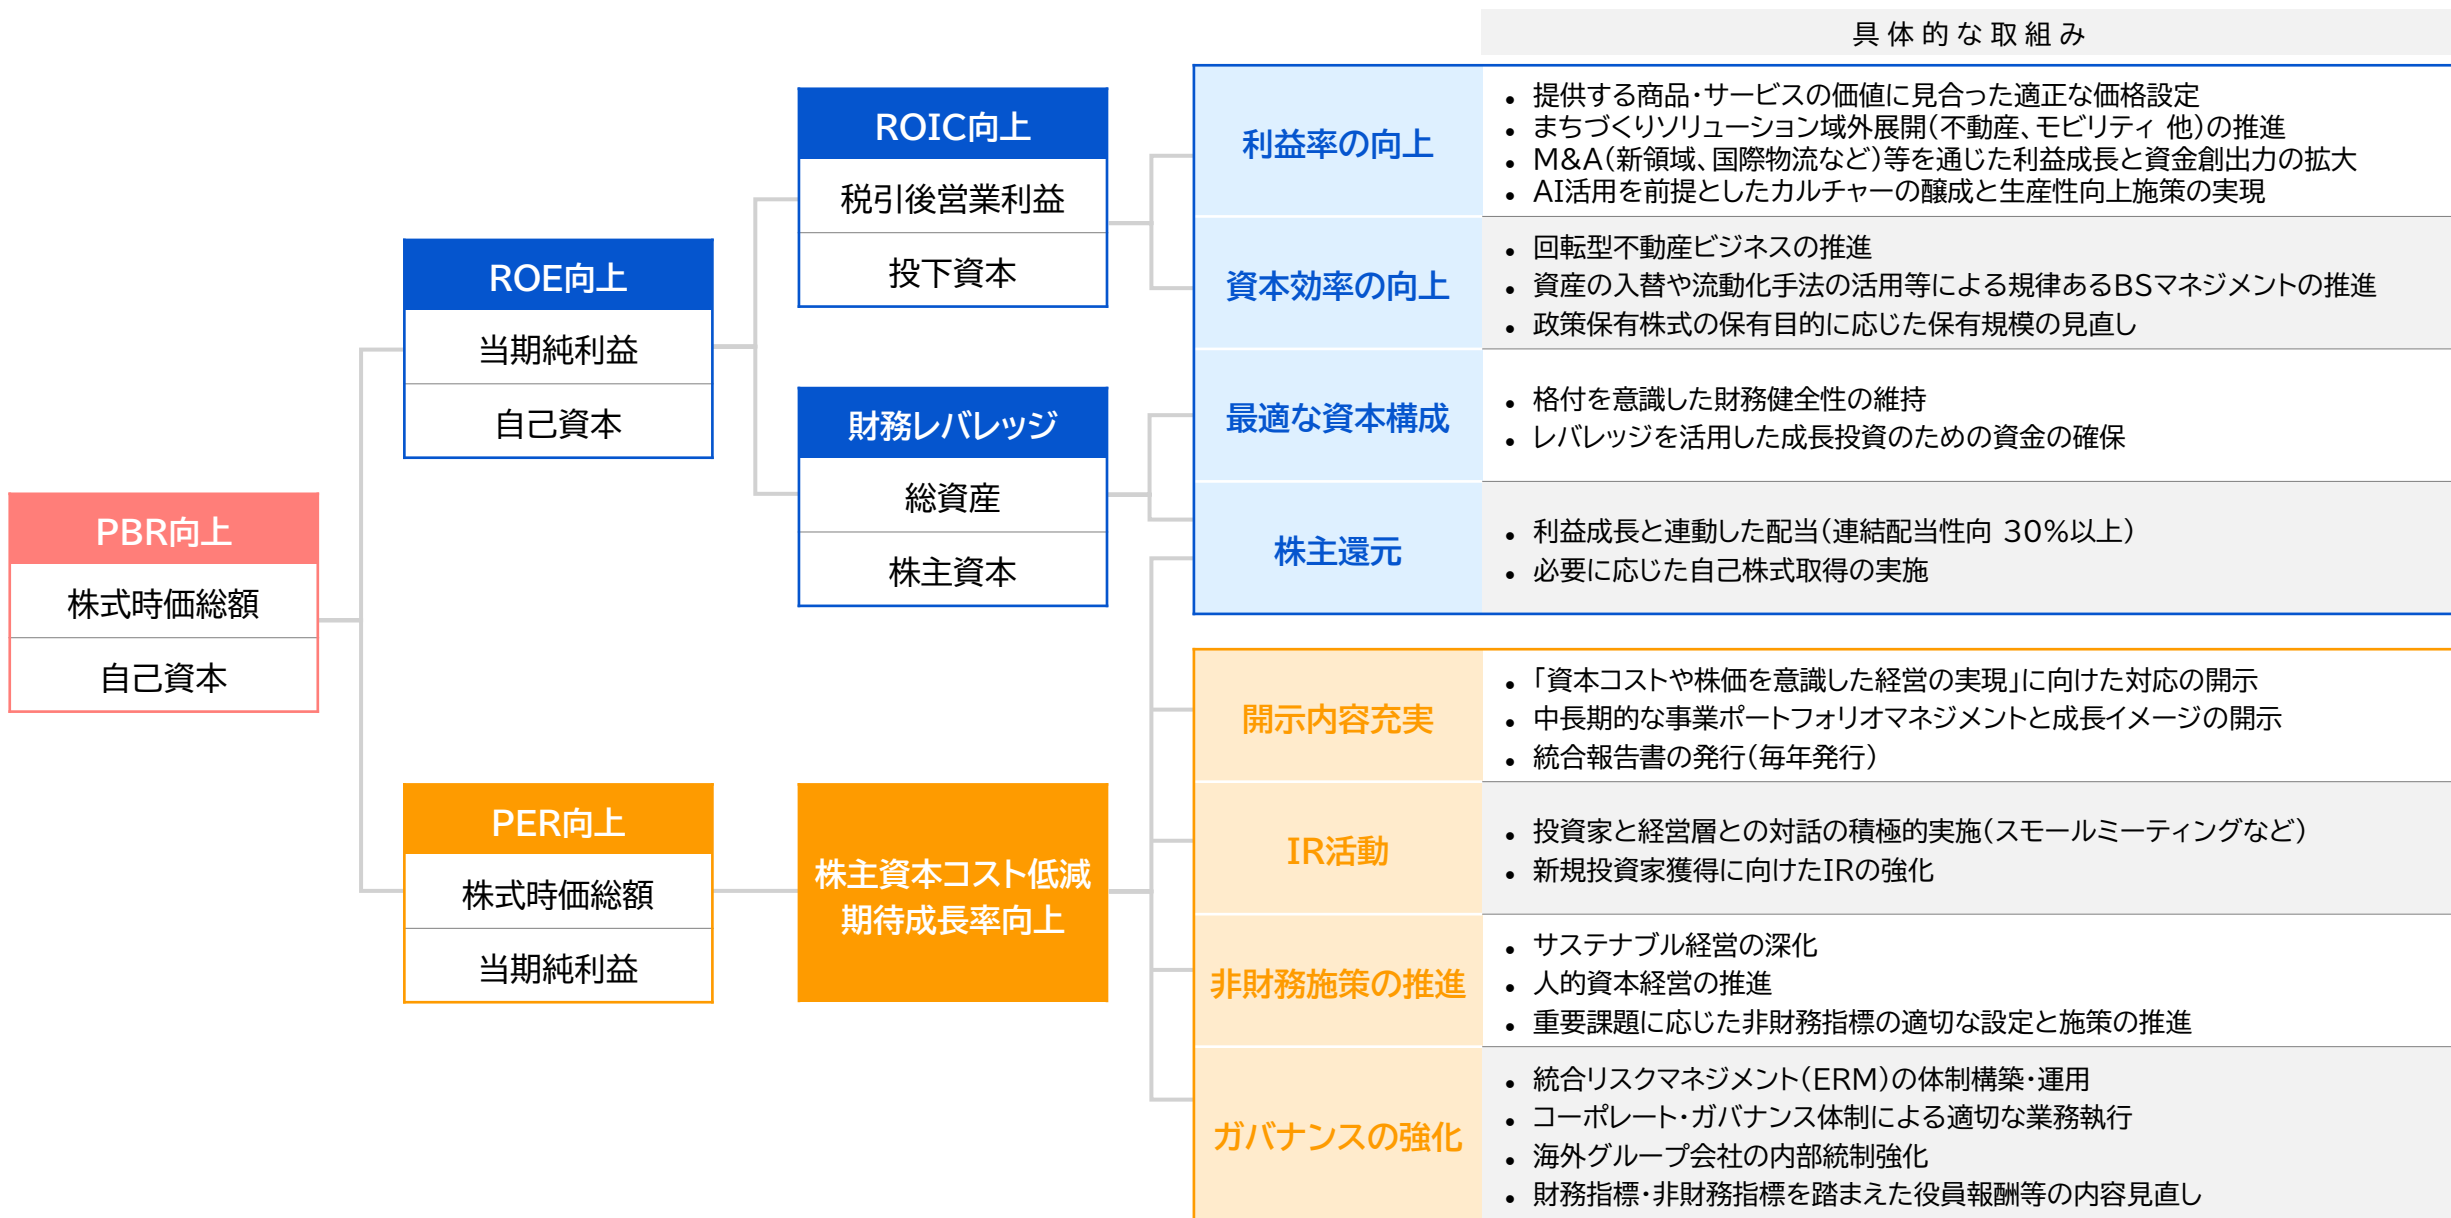 具体的な取組み
PBR向上
株式時価総額
自己資本
ROE向上
当期純利益
自己資本
PER向上
株式時価総額
当期純利益
ROIC向上
税引後営業利益
投下資本
財務レバレッジ
総資産
株主資本
株主資本コスト低減
期待成長率向上
利益率の向上
• 提供する商品・サービスの価値に見合った適正な価格設定
• まちづくりソリューション域外展開(不動産、モビリティ 他)の推進
• M&A(新領域、国際物流など)等を通じた利益成長と資金創出力の拡大
• AI活用を前提としたカルチャーの醸成と生産性向上施策の実現
資本効率の向上
• 回転型不動産ビジネスの推進
• 資産の入替や流動化手法の活用等による規律あるBSマネジメントの推進
• 政策保有株式の保有目的に応じた保有規模の見直し
最適な資本構成
• 格付を意識した財務健全性の維持
• レバレッジを活用した成長投資のための資金の確保
株主還元
• 利益成長と連動した配当(連結配当性向 30%以上)
• 必要に応じた自己株式取得の実施
開示内容充実
• 「資本コストや株価を意識した経営の実現」に向けた対応の開示
• 中長期的な事業ポートフォリオマネジメントと成長イメージの開示
• 統合報告書の発行(毎年発行)
IR活動
• 投資家と経営層との対話の積極的実施(スモールミーティングなど)
• 新規投資家獲得に向けたIRの強化
非財務施策の推進
• サステナブル経営の深化
• 人的資本経営の推進
• 重要課題に応じた非財務指標の適切な設定と施策の推進
ガバナンスの強化
• 統合リスクマネジメント(ERM)の体制構築・運用
• コーポレート・ガバナンス体制による適切な業務執行
• 海外グループ会社の内部統制強化
• 財務指標・非財務指標を踏まえた役員報酬等の内容見直し